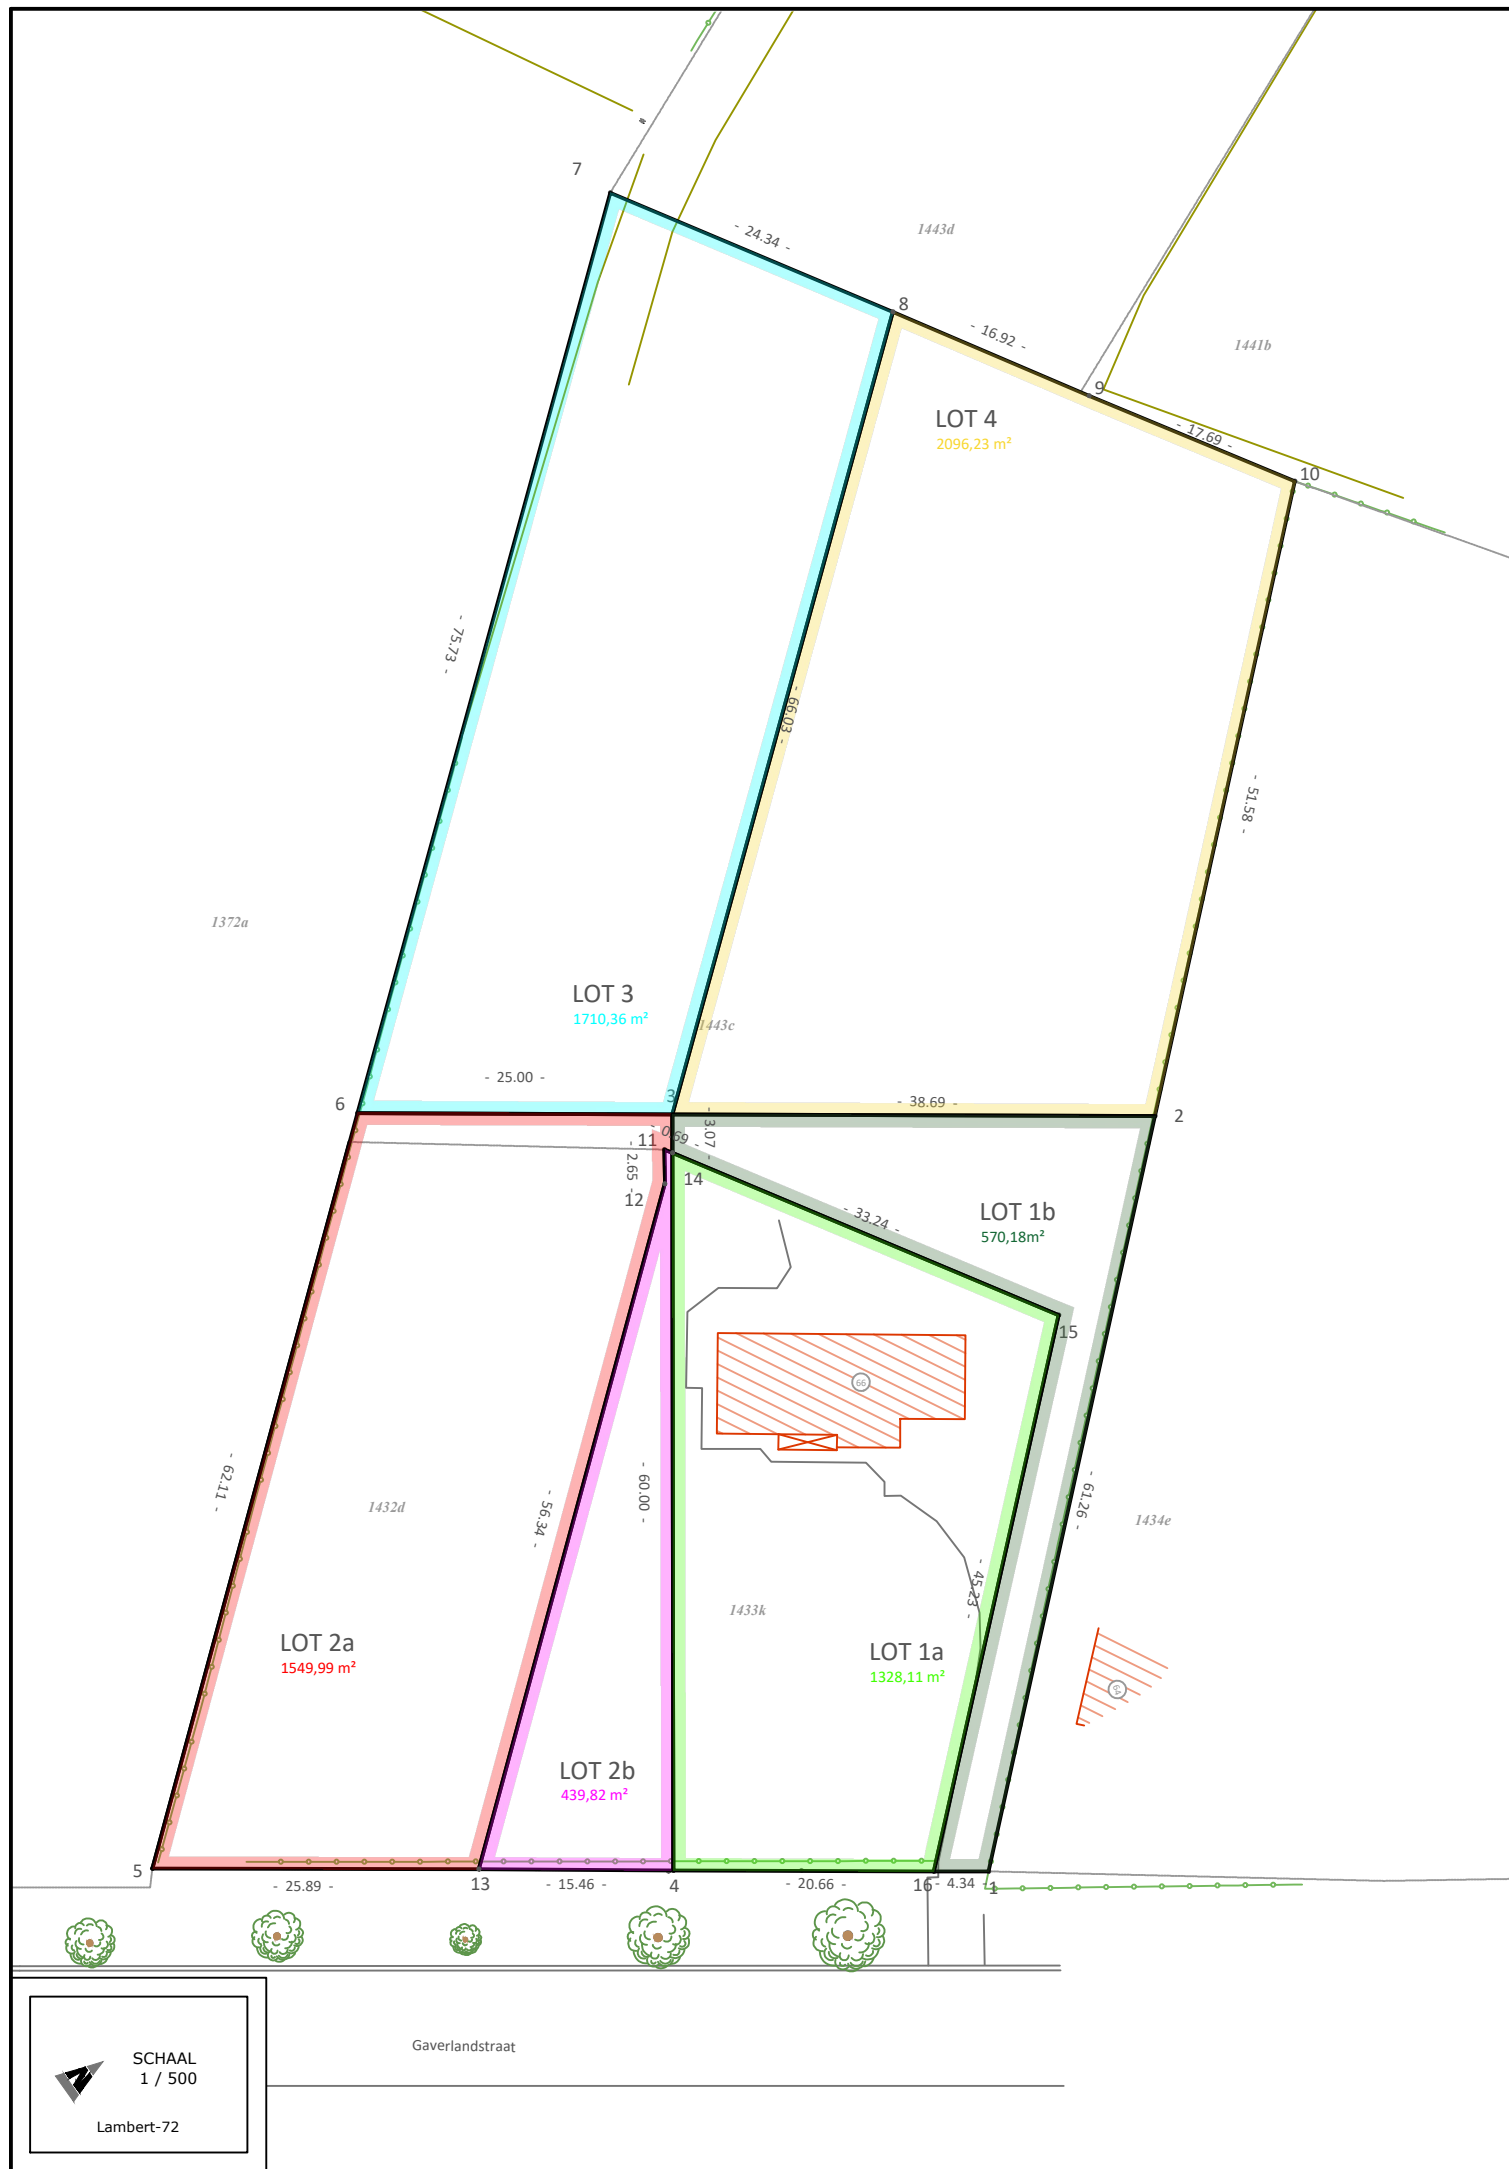 7
- 24.34 -
1443d
8
- 16.92 -
1441b
9
LOT 4
2096,23 m²
- 17.69 -
10
- 75.73 -
- 66.03 -
- 51.58 -
1372a
LOT 3
1710,36 m²
1443c
- 25.00 -
3
- 38.69 -
6
2
- 0.69 -
- 3.07 -
11
- 2.65 -
14
12
LOT 1b
570,18m²
- 33.24 -
15
66
- 62.11 -
1432d
- 56.34 -
- 60.00 -
- 61.26 -
1434e
- 45.23 -
1433k
LOT 2a
1549,99 m²
LOT 1a
1328,11 m²
64
LOT 2b
439,82 m²
5
- 25.89 -
13
- 15.46 -
4
- 20.66 -
16
- 4.34 -
1
Gaverlandstraat
SCHAAL
1 / 500
Lambert-72